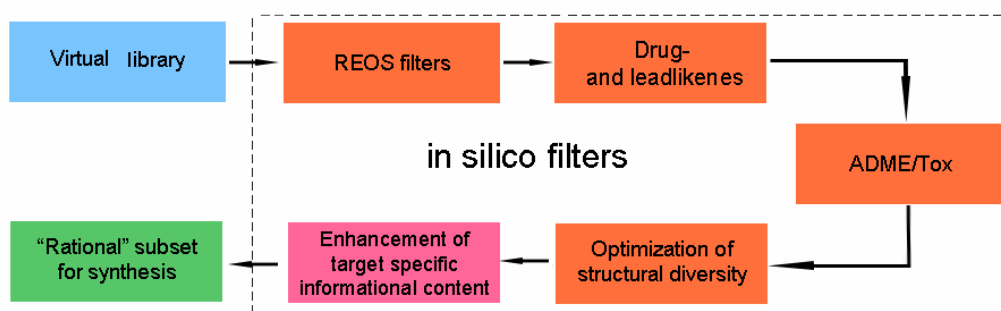 Virtual library
REOS filters
Drug-
and leadlikenes
ADME/Tox
in silico filters
Optimization of
structural diversity
Enhancement of
target specific
informational content
“Rational” subset
for synthesis